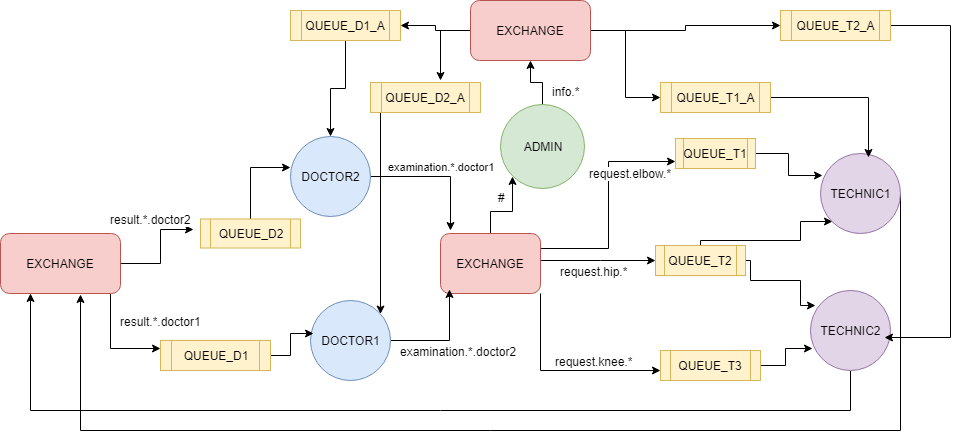 QUEUE_D1_A
EXCHANGE
QUEUE_T2_A
QUEUE_D2_A
info.*
QUEUE_T1_A
ADMIN
QUEUE_T1
DOCTOR2
examination.*.doctor1
request.elbow.*
TECHNIC1
#
result.*.doctor2
QUEUE_D2
EXCHANGE
EXCHANGE
QUEUE_T2
request.hip.*
result.*.doctor1
DOCTOR1
TECHNIC2
QUEUE_D1
examination.*.doctor2
request.knee.*
QUEUE_T3